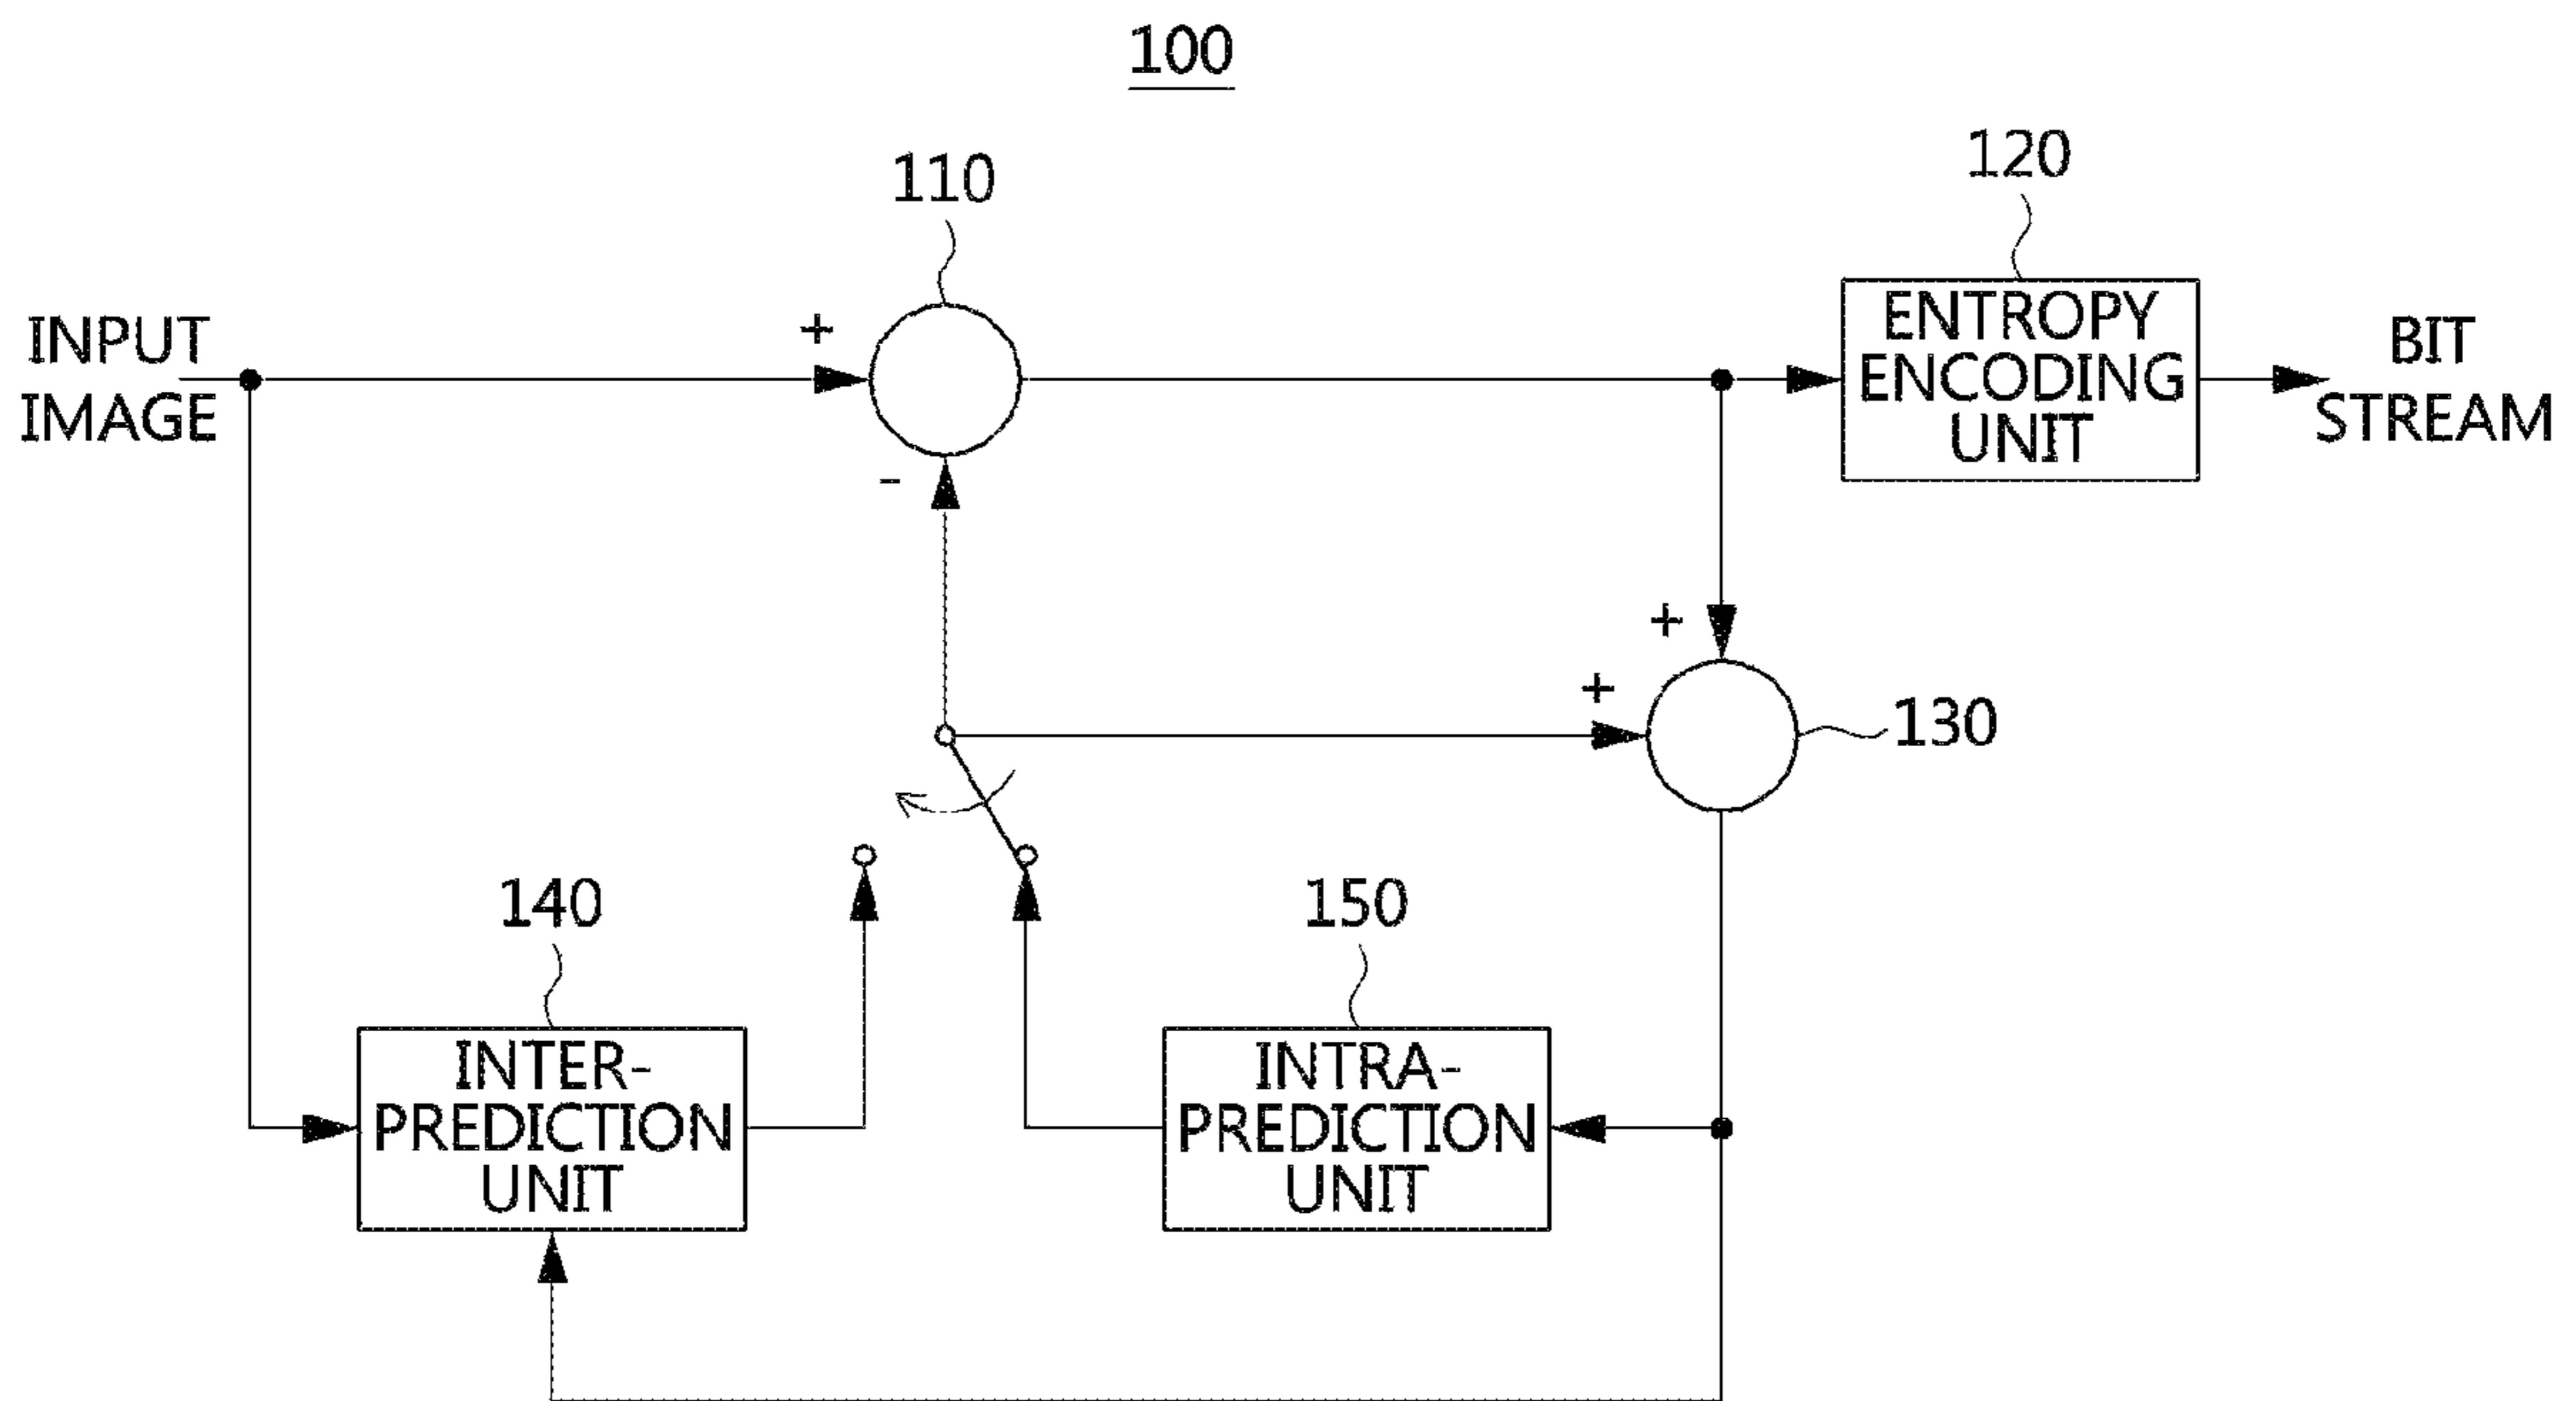 100
110
120
INPUT
IMAGE
+
-
ENTROPY
ENCODING
UNIT
BIT
STREAM
+
+
130
140
150
INTER-
PREDICTION
UNIT
INTRA-
PREDICTION
UNIT